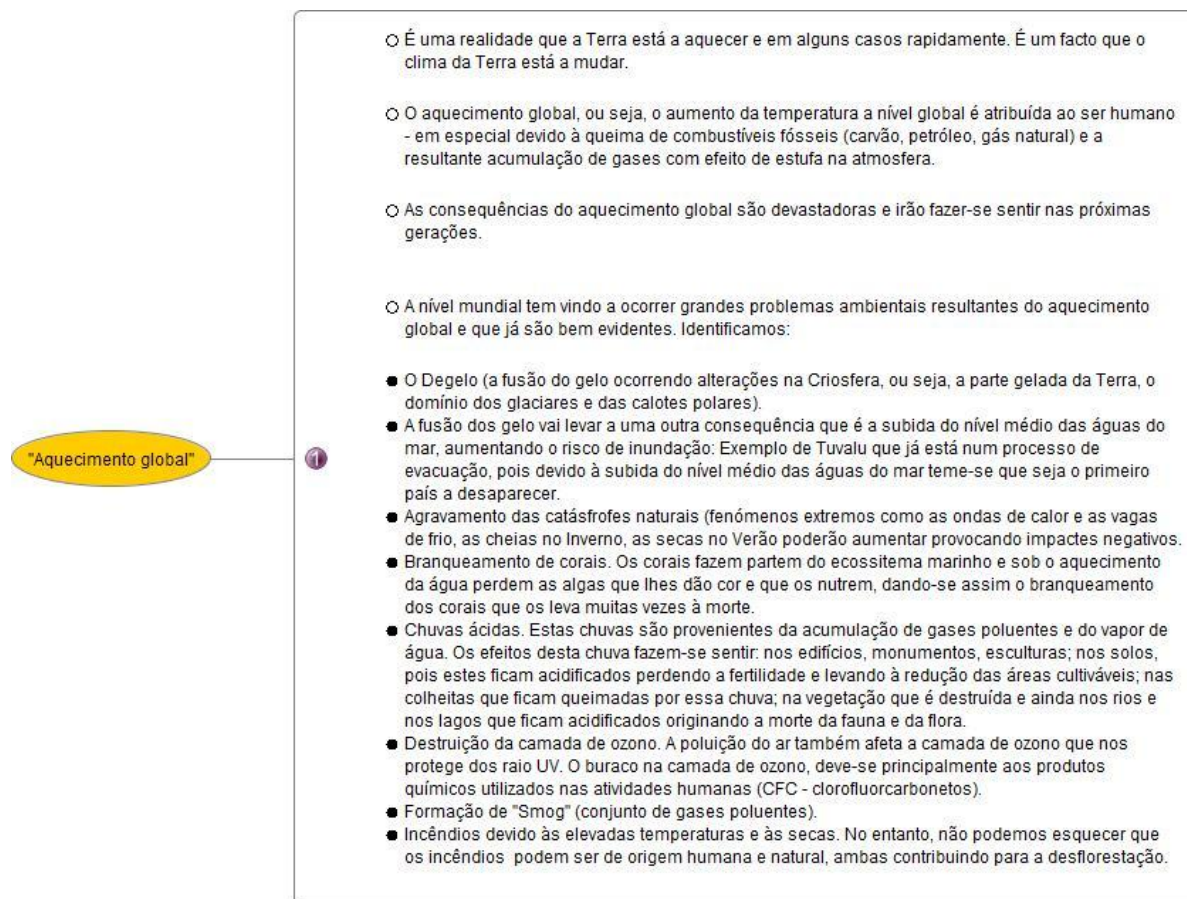 "Aquecimento global"
1
É uma realidade que a Terra está a aquecer e em alguns casos rapidamente. É um facto que o
clima da Terra está a mudar.
O aquecimento global, ou seja, o aumento da temperatura a nível global é atribuída ao ser humano
- em especial devido à queima de combustíveis fósseis (carvão, petróleo, gás natural) e a
resultante acumulação de gases com efeito de estufa na atmosfera.
As consequências do aquecimento global são devastadoras e irão fazer-se sentir nas próximas
gerações.
A nível mundial tem vindo a ocorrer grandes problemas ambientais resultantes do aquecimento
global e que já são bem evidentes. Identificamos:
O Degelo (a fusão do gelo ocorrendo alterações na Criosfera, ou seja, a parte gelada da Terra, o
domínio dos glaciares e das calotes polares).
A fusão dos gelo vai levar a uma outra consequência que é a subida do nível médio das águas do
mar, aumentando o risco de inundação: Exemplo de Tuvalu que já está num processo de
evacuação, pois devido à subida do nível médio das águas do mar teme-se que seja o primeiro
país a desaparecer.
Agravamento das catásfrofes naturais (fenómenos extremos como as ondas de calor e as vagas
de frio, as cheias no Inverno, as secas no Verão poderão aumentar provocando impactes negativos.
Branqueamento de corais. Os corais fazem partem do ecossitema marinho e sob o aquecimento
da água perdem as algas que lhes dão cor e que os nutrem, dando-se assim o branqueamento
dos corais que os leva muitas vezes à morte.
Chuvas ácidas. Estas chuvas são provenientes da acumulação de gases poluentes e do vapor de
água. Os efeitos desta chuva fazem-se sentir: nos edifícios, monumentos, esculturas; nos solos,
pois estes ficam acidificados perdendo a fertilidade e levando à redução das áreas cultiváveis; nas
colheitas que ficam queimadas por essa chuva; na vegetação que é destruída e ainda nos rios e
nos lagos que ficam acidificados originando a morte da fauna e da flora.
Destruição da camada de ozono. A poluição do ar também afeta a camada de ozono que nos
protege dos raio UV. O buraco na camada de ozono, deve-se principalmente aos produtos
químicos utilizados nas atividades humanas (CFC - clorofluorcarbonetos).
Formação de "Smog" (conjunto de gases poluentes).
Incêndios devido às elevadas temperaturas e às secas. No entanto, não podemos esquecer que
os incêndios podem ser de origem humana e natural, ambas contribuindo para a desflorestação.